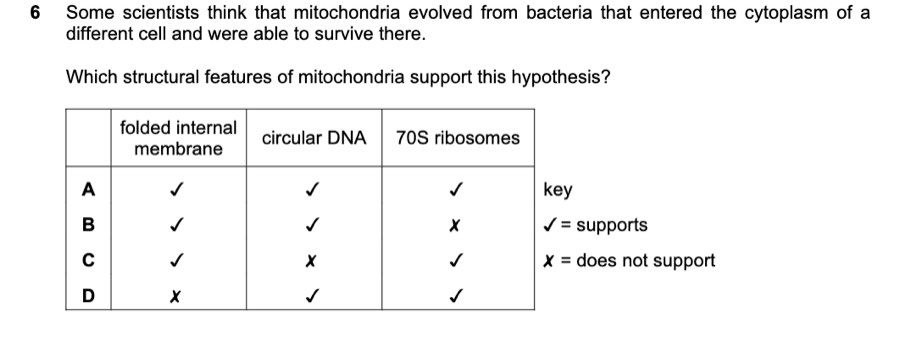 6 Some scientists think that mitochondria evolved from bacteria that entered the cytoplasm of a
different cell and were able to survive there.
Which structural features of mitochondria support this hypothesis?
folded internal
membrane
circular DNA
70S ribosomes
A ✓ ✓ ✓
B ✓ ✓ ✗
C ✓ ✗ ✓
D ✗ ✓ ✓
key
✓ = supports
✗ = does not support